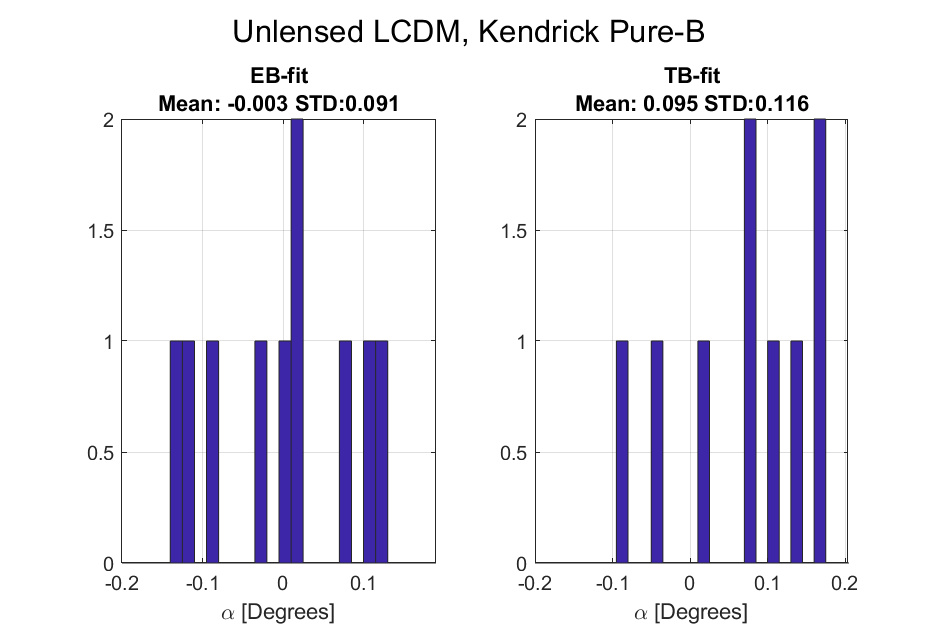 Unlensed LCDM, Kendrick Pure-B
EB-fit
Mean: -0.003 STD:0.091
2
1.5
1
0.5
0
-0.2 -0.1 0 0.1
α [Degrees]
TB-fit
Mean: 0.095 STD:0.116
2
1.5
1
0.5
0
-0.2 -0.1 0 0.1 0.2
α [Degrees]